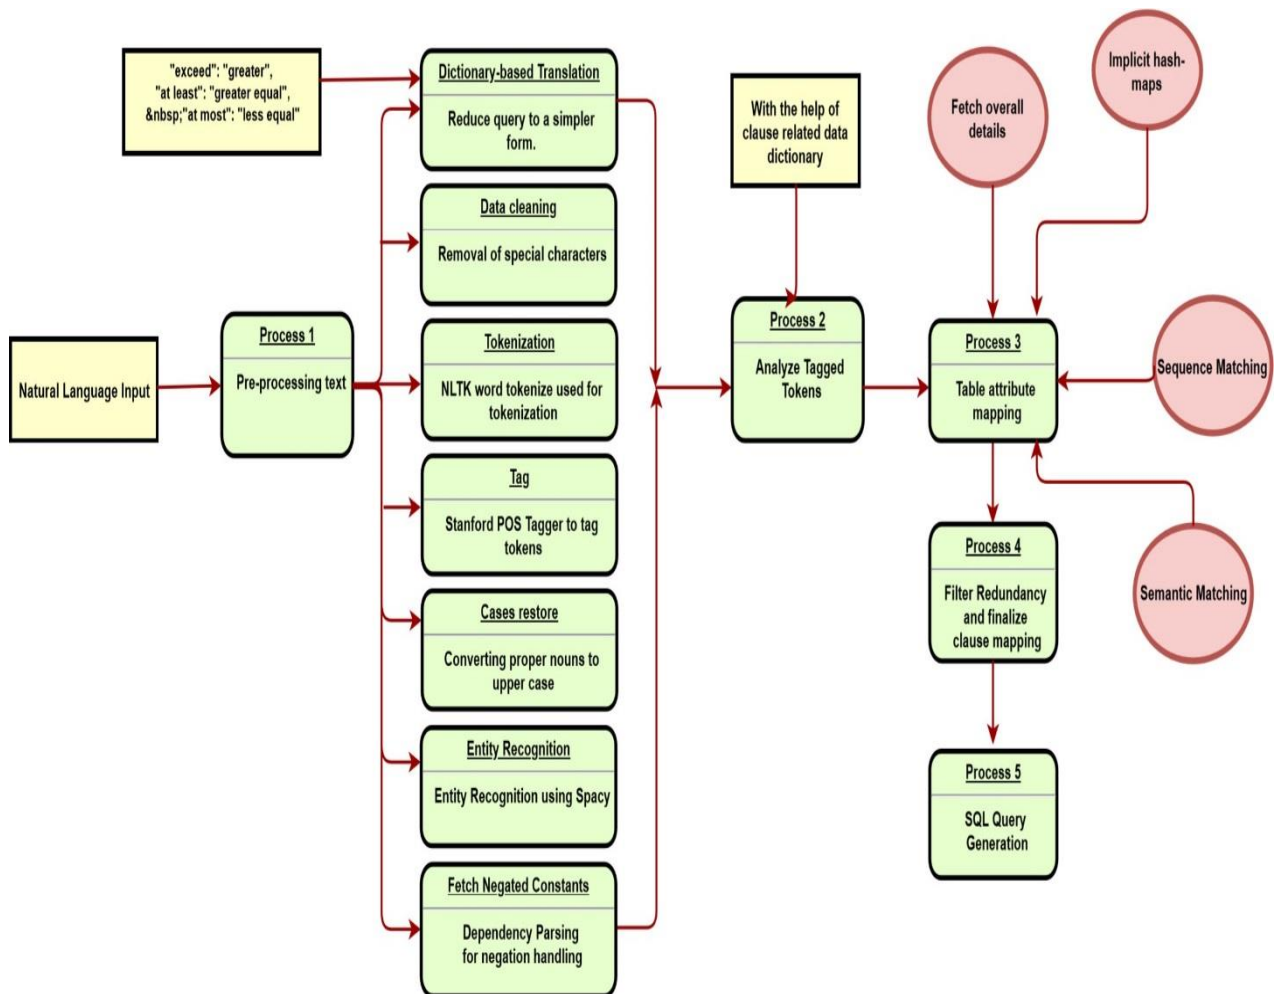 "exceed": "greater",
"at least": "greater equal",
&nbsp;"at most": "less equal"
Natural Language Input
Process 1
Pre-processing text
Dictionary-based Translation
Reduce query to a simpler
form.
Data cleaning
Removal of special characters
Tokenization
NLTK word tokenize used for
tokenization
Tag
Stanford POS Tagger to tag
tokens
Cases restore
Converting proper nouns to
upper case
Entity Recognition
Entity Recognition using Spacy
Fetch Negated Constants
Dependency Parsing
for negation handling
With the help of
clause related data
dictionary
Process 2
Analyze Tagged
Tokens
Fetch overall
details
Implicit hash-
maps
Process 3
Table attribute
mapping
Sequence Matching
Semantic Matching
Process 4
Filter Redundancy
and finalize
clause mapping
Process 5
SQL Query
Generation